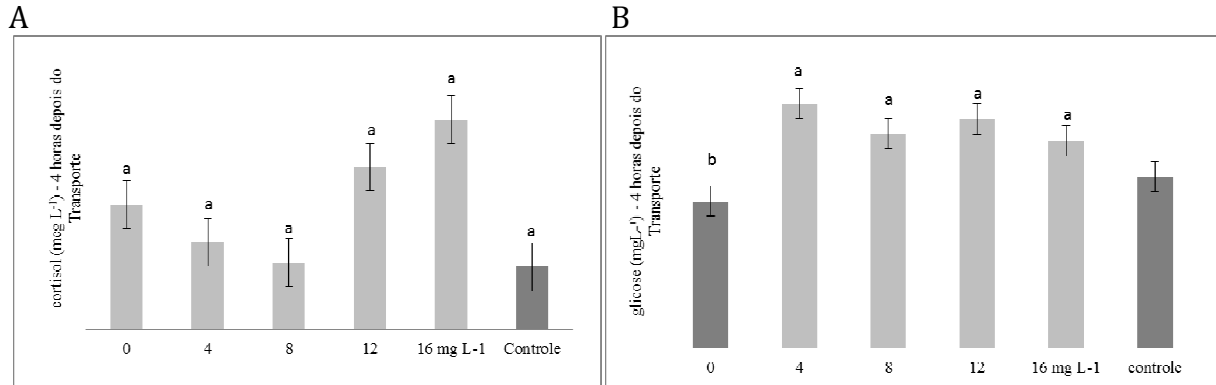 A
cortisol (mcg L⁻¹) - 4 horas depois do
Transporte
a
a
a
a
a
a
0 4 8 12 16 mg L-1 Controle
B
glicose (mgL-¹) - 4 horas depois do
Transporte
b
a
a
a
a
0 4 8 12 16 mg L-1 controle